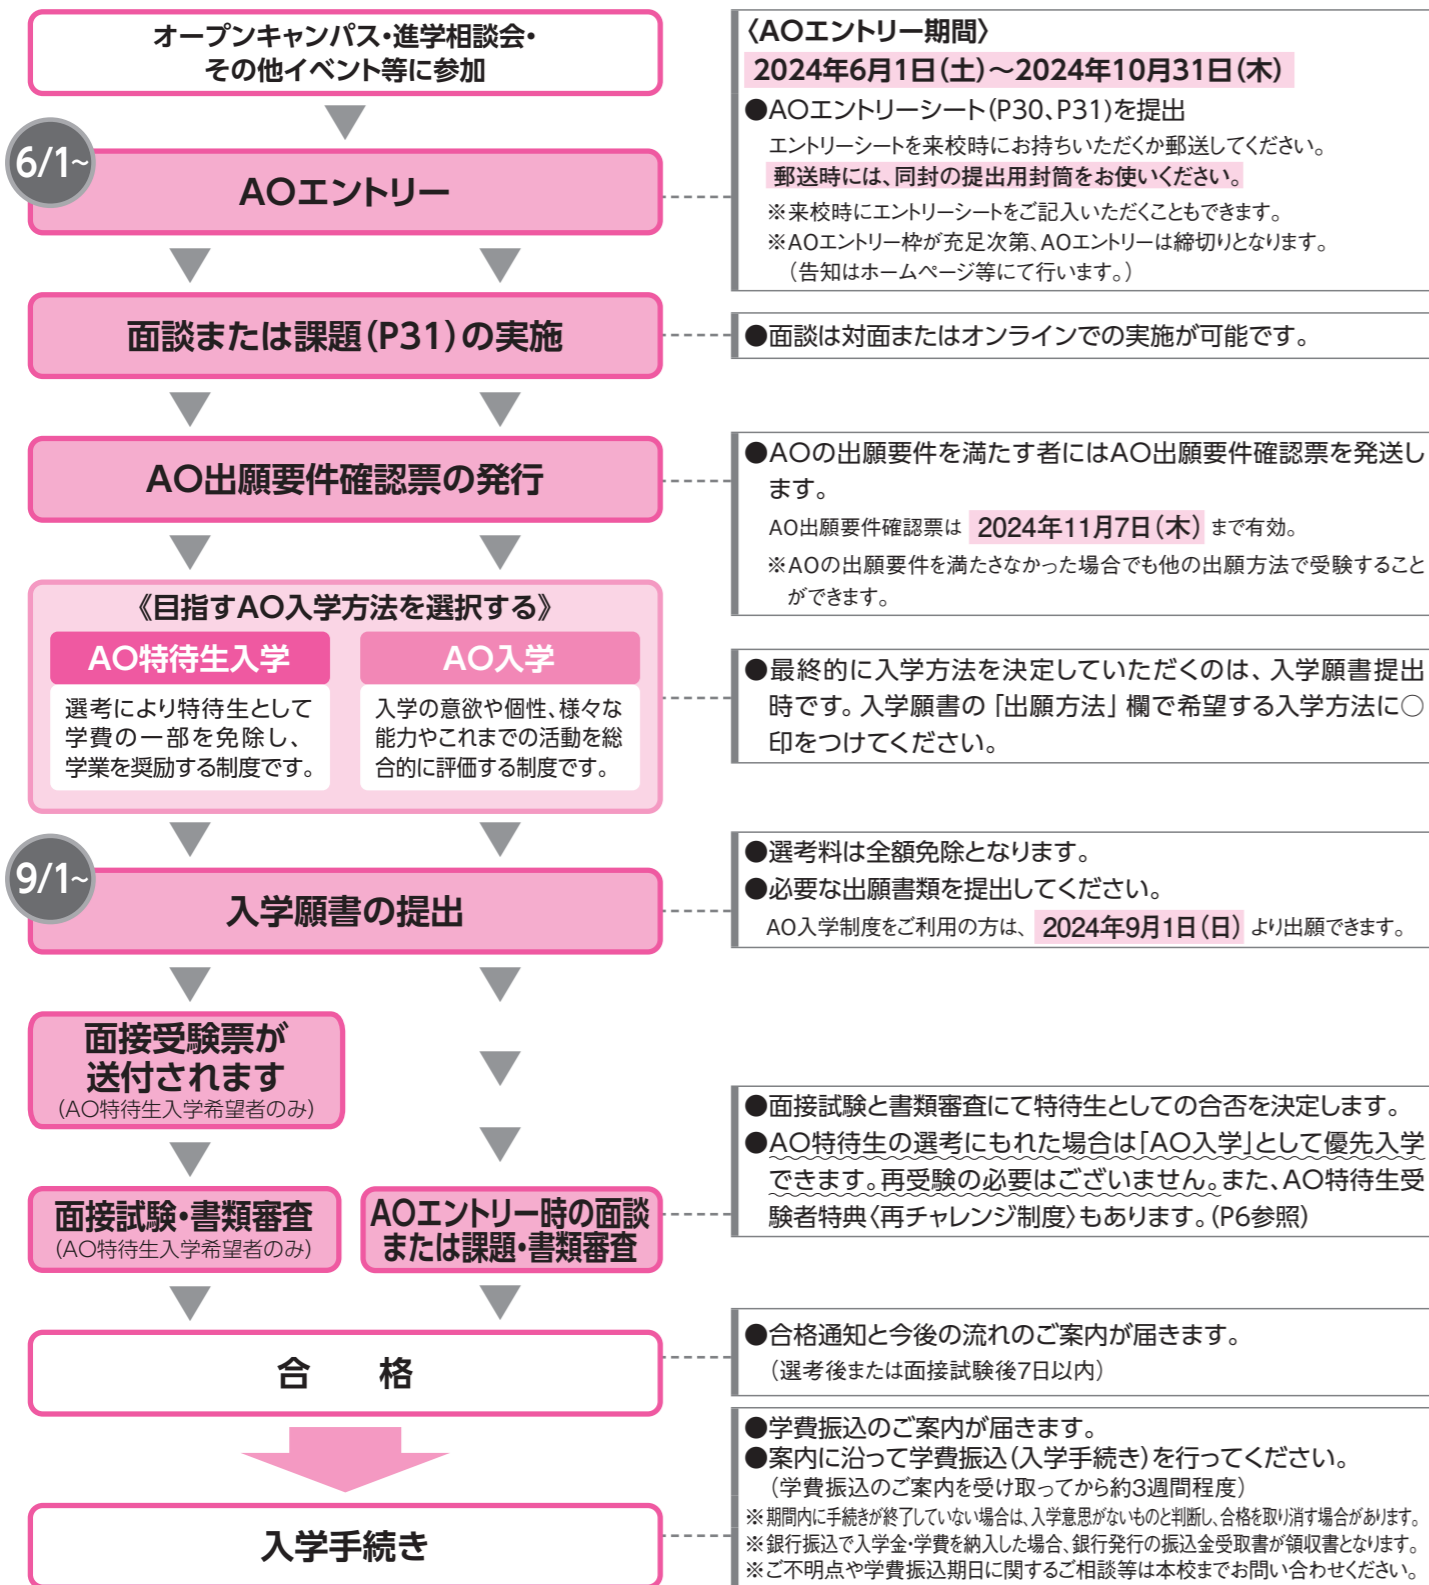 オープンキャンパス・進学相談会・
その他イベント等に参加
6/1~
AOエントリー
〈AOエントリー期間〉
2024年6月1日(土)～2024年10月31日(木)
●AOエントリーシート(P30、P31)を提出
エントリーシートを来校時にお持ちいただくか郵送してください。
郵送時には、同封の提出用封筒をお使いください。
※来校時にエントリーシートをご記入いただくこともできます。
※AOエントリー枠が充足次第、AOエントリーは締切りとなります。
（告知はホームページ等にて行います。）
面談または課題(P31)の実施
●面談は対面またはオンラインでの実施が可能です。
AO出願要件確認票の発行
●AOの出願要件を満たす者にはAO出願要件確認票を発送し
ます。
AO出願要件確認票は 2024年11月7日(木) まで有効。
※AOの出願要件を満たさなかった場合でも他の出願方法で受験すること
ができます。
《目指すAO入学方法を選択する》
AO特待生入学
選考により特待生として
学費の一部を免除し、
学業を奨励する制度です。
AO入学
入学の意欲や個性、様々な
能力やこれまでの活動を総
合的に評価する制度です。
●最終的に入学方法を決定していただくのは、入学願書提出
時です。入学願書の「出願方法」欄で希望する入学方法に○
印をつけてください。
9/1~
入学願書の提出
●選考料は全額免除となります。
●必要な出願書類を提出してください。
AO入学制度をご利用の方は、 2024年9月1日(日) より出願できます。
面接受験票が
送付されます
(AO特待生入学希望者のみ)
面接試験・書類審査
(AO特待生入学希望者のみ)
AOエントリー時の面談
または課題・書類審査
●面接試験と書類審査にて特待生としての合否を決定します。
●AO特待生の選考にもれた場合は「AO入学」として優先入学
できます。再受験の必要はございません。また、AO特待生受
験者特典〈再チャレンジ制度〉もあります。(P6参照)
合　格
●合格通知と今後の流れのご案内が届きます。
（選考後または面接試験後7日以内）
入学手続き
●学費振込のご案内が届きます。
●案内に沿って学費振込(入学手続き)を行ってください。
（学費振込のご案内を受け取ってから約3週間程度）
※期間内に手続きが終了していない場合は、入学意思がないものと判断し、合格を取り消す場合があります。
※銀行振込で入学金・学費を納入した場合、銀行発行の振込金受取書が領収書となります。
※ご不明点や学費振込期日に関するご相談等は本校までお問い合わせください。